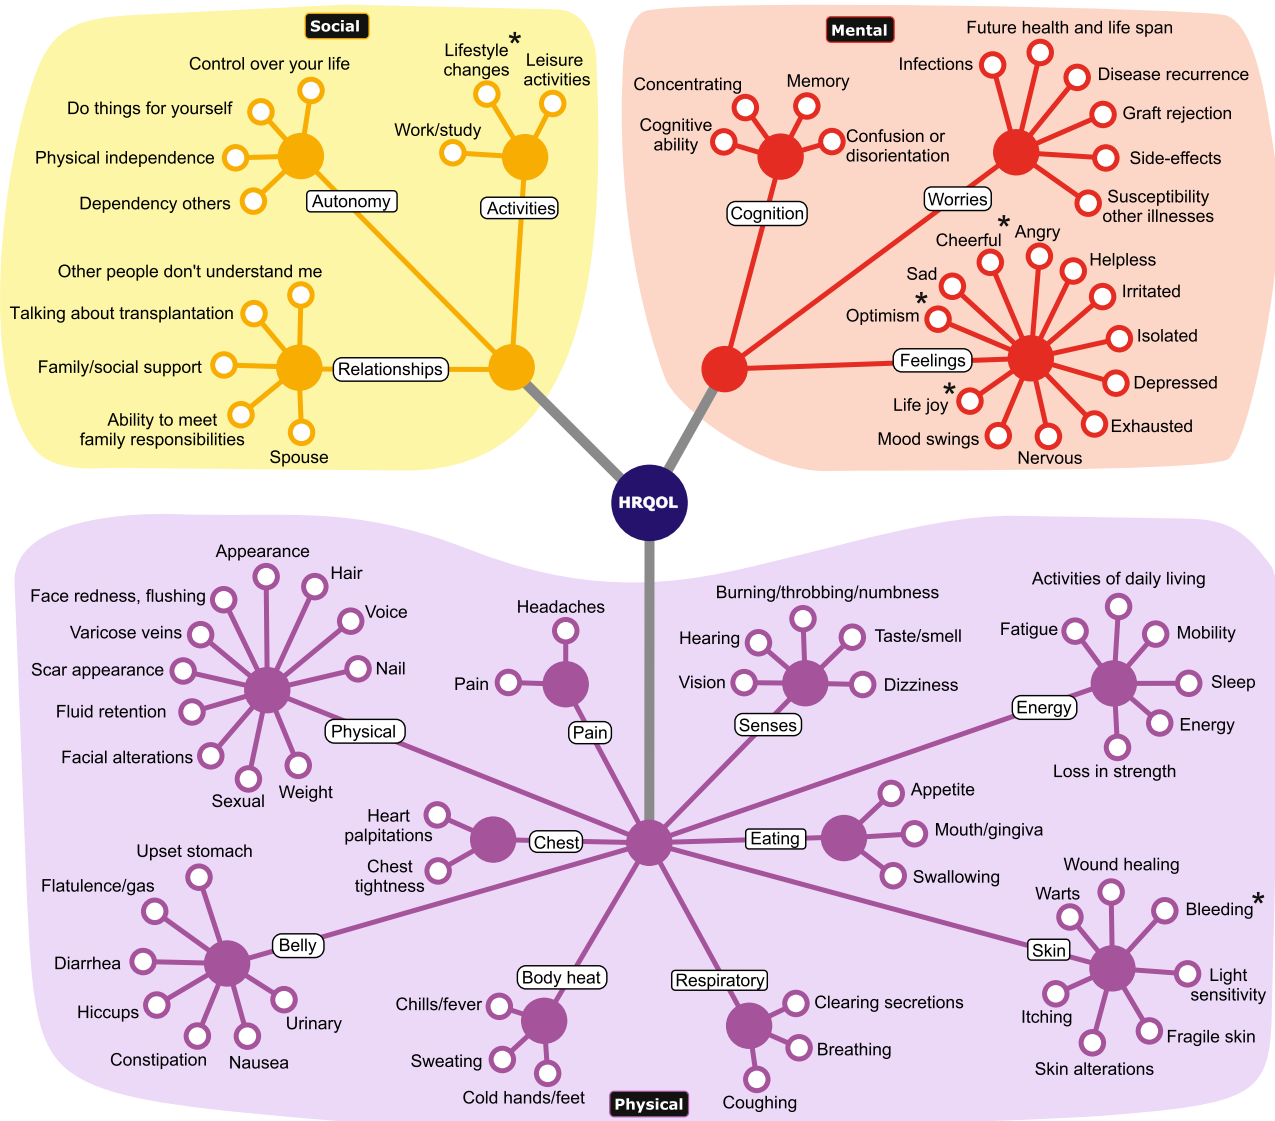 Social
Control over your life
Do things for yourself
Physical independence
Dependency others
Autonomy
Lifestyle*
changes
Leisure
activities
Work/study
Activities
Other people don't understand me
Talking about transplantation
Family/social support
Ability to meet
family responsibilities
Spouse
Relationships
Mental
Concentrating
Memory
Cognitive
ability
Confusion or
disorientation
Cognition
Future health and life span
Infections
Disease recurrence
Graft rejection
Side-effects
Susceptibility
other illnesses
Worries
Cheerful*
Angry
Helpless
Sad
Irritated
Optimism*
Isolated
Feelings
Depressed
Life joy*
Exhausted
Mood swings
Nervous
HRQOL
Appearance
Hair
Face redness, flushing
Voice
Varicose veins
Scar appearance
Nail
Fluid retention
Facial alterations
Sexual
Weight
Physical
Headaches
Pain
Pain
Burning/throbbing/numbness
Hearing
Taste/smell
Vision
Dizziness
Senses
Activities of daily living
Fatigue
Mobility
Sleep
Energy
Loss in strength
Energy
Heart
palpitations
Chest
tightness
Chest
Appetite
Mouth/gingiva
Swallowing
Eating
Upset stomach
Flatulence/gas
Diarrhea
Hiccups
Constipation
Nausea
Urinary
Belly
Body heat
Chills/fever
Sweating
Cold hands/feet
Respiratory
Clearing secretions
Breathing
Coughing
Wound healing
Warts
Bleeding*
Skin
Light
sensitivity
Itching
Fragile skin
Skin alterations
Physical